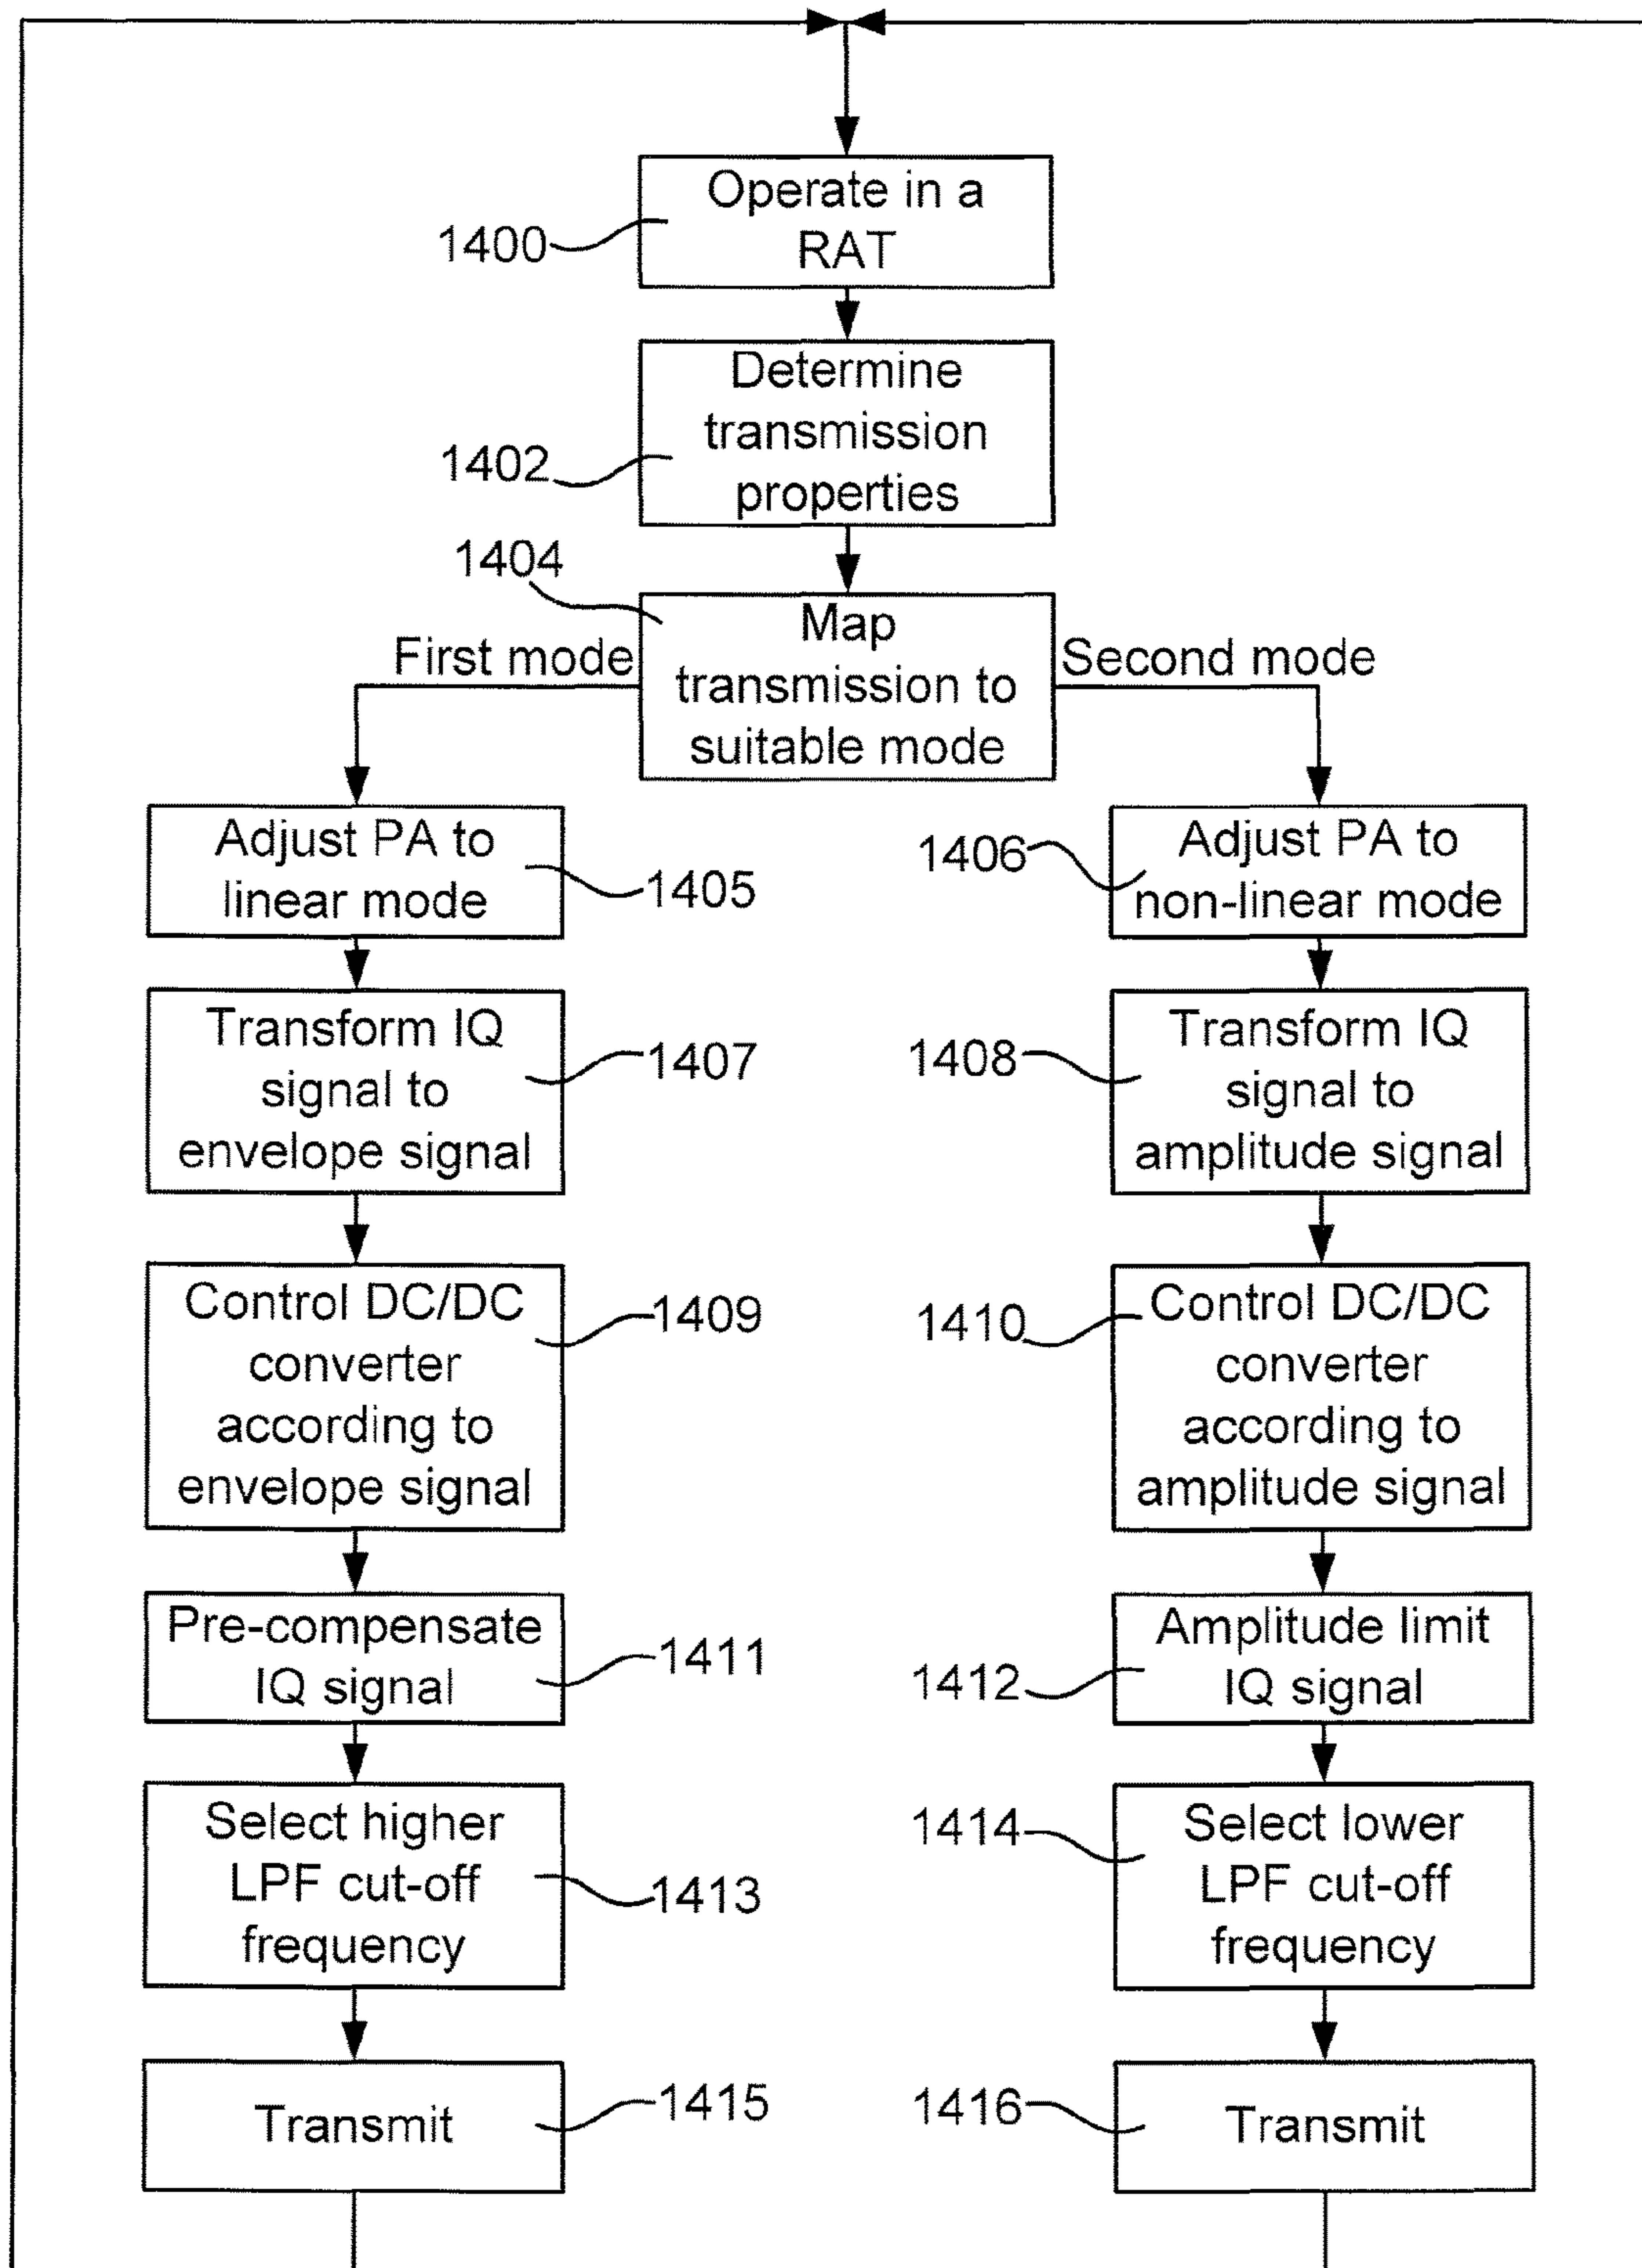 Operate in a
RAT
1400
Determine
transmission
properties
1402
1404
Map
transmission to
suitable mode
First mode
Second mode
Adjust PA to
linear mode
1405
1406
Adjust PA to
non-linear mode
Transform IQ
signal to
envelope signal
1407
1408
Transform IQ
signal to
amplitude signal
Control DC/DC
converter
according to
envelope signal
1409
1410
Control DC/DC
converter
according to
amplitude signal
Pre-compensate
IQ signal
1411
1412
Amplitude limit
IQ signal
Select higher
LPF cut-off
frequency
1413
1414
Select lower
LPF cut-off
frequency
Transmit
1415
1416
Transmit